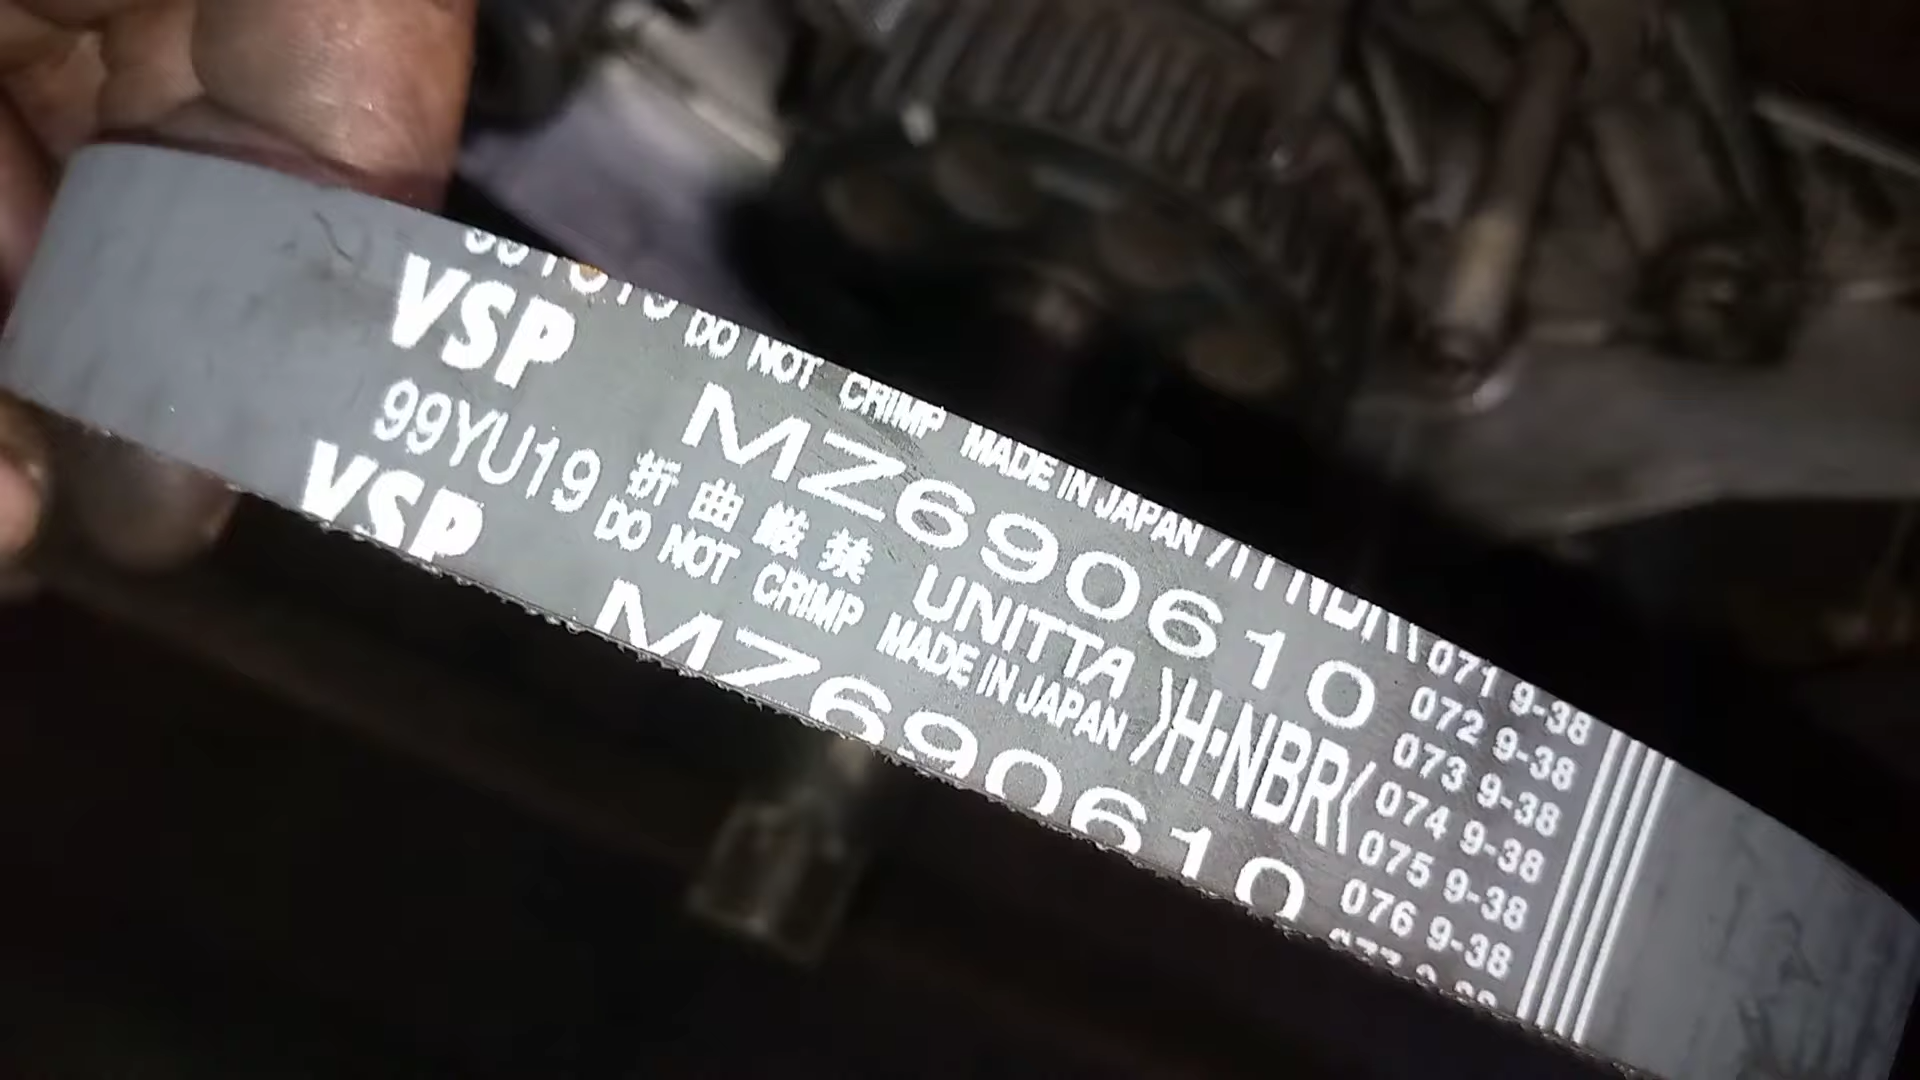 DO NOT CRIMP MADE IN JAPAN
VSP MZ690610
99YU19 折曲厳禁 UNITTA
DO NOT CRIMP MADE IN JAPAN >H·NBR<
VSP MZ690610
071 9-38
072 9-38
073 9-38
074 9-38
075 9-38
076 9-38